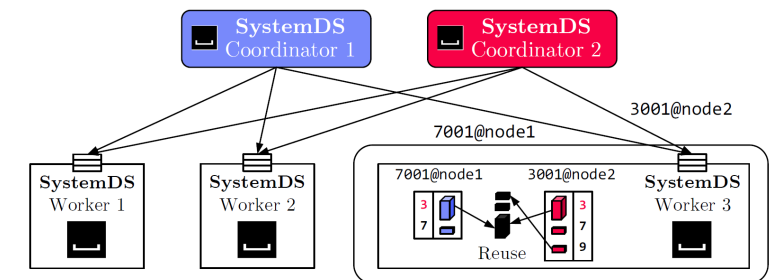 SystemDS
Coordinator 1
SystemDS
Coordinator 2
3001@node2
7001@node1
SystemDS
Worker 1
SystemDS
Worker 2
7001@node1
3001@node2
SystemDS
Worker 3
3
7
3
7
9
Reuse